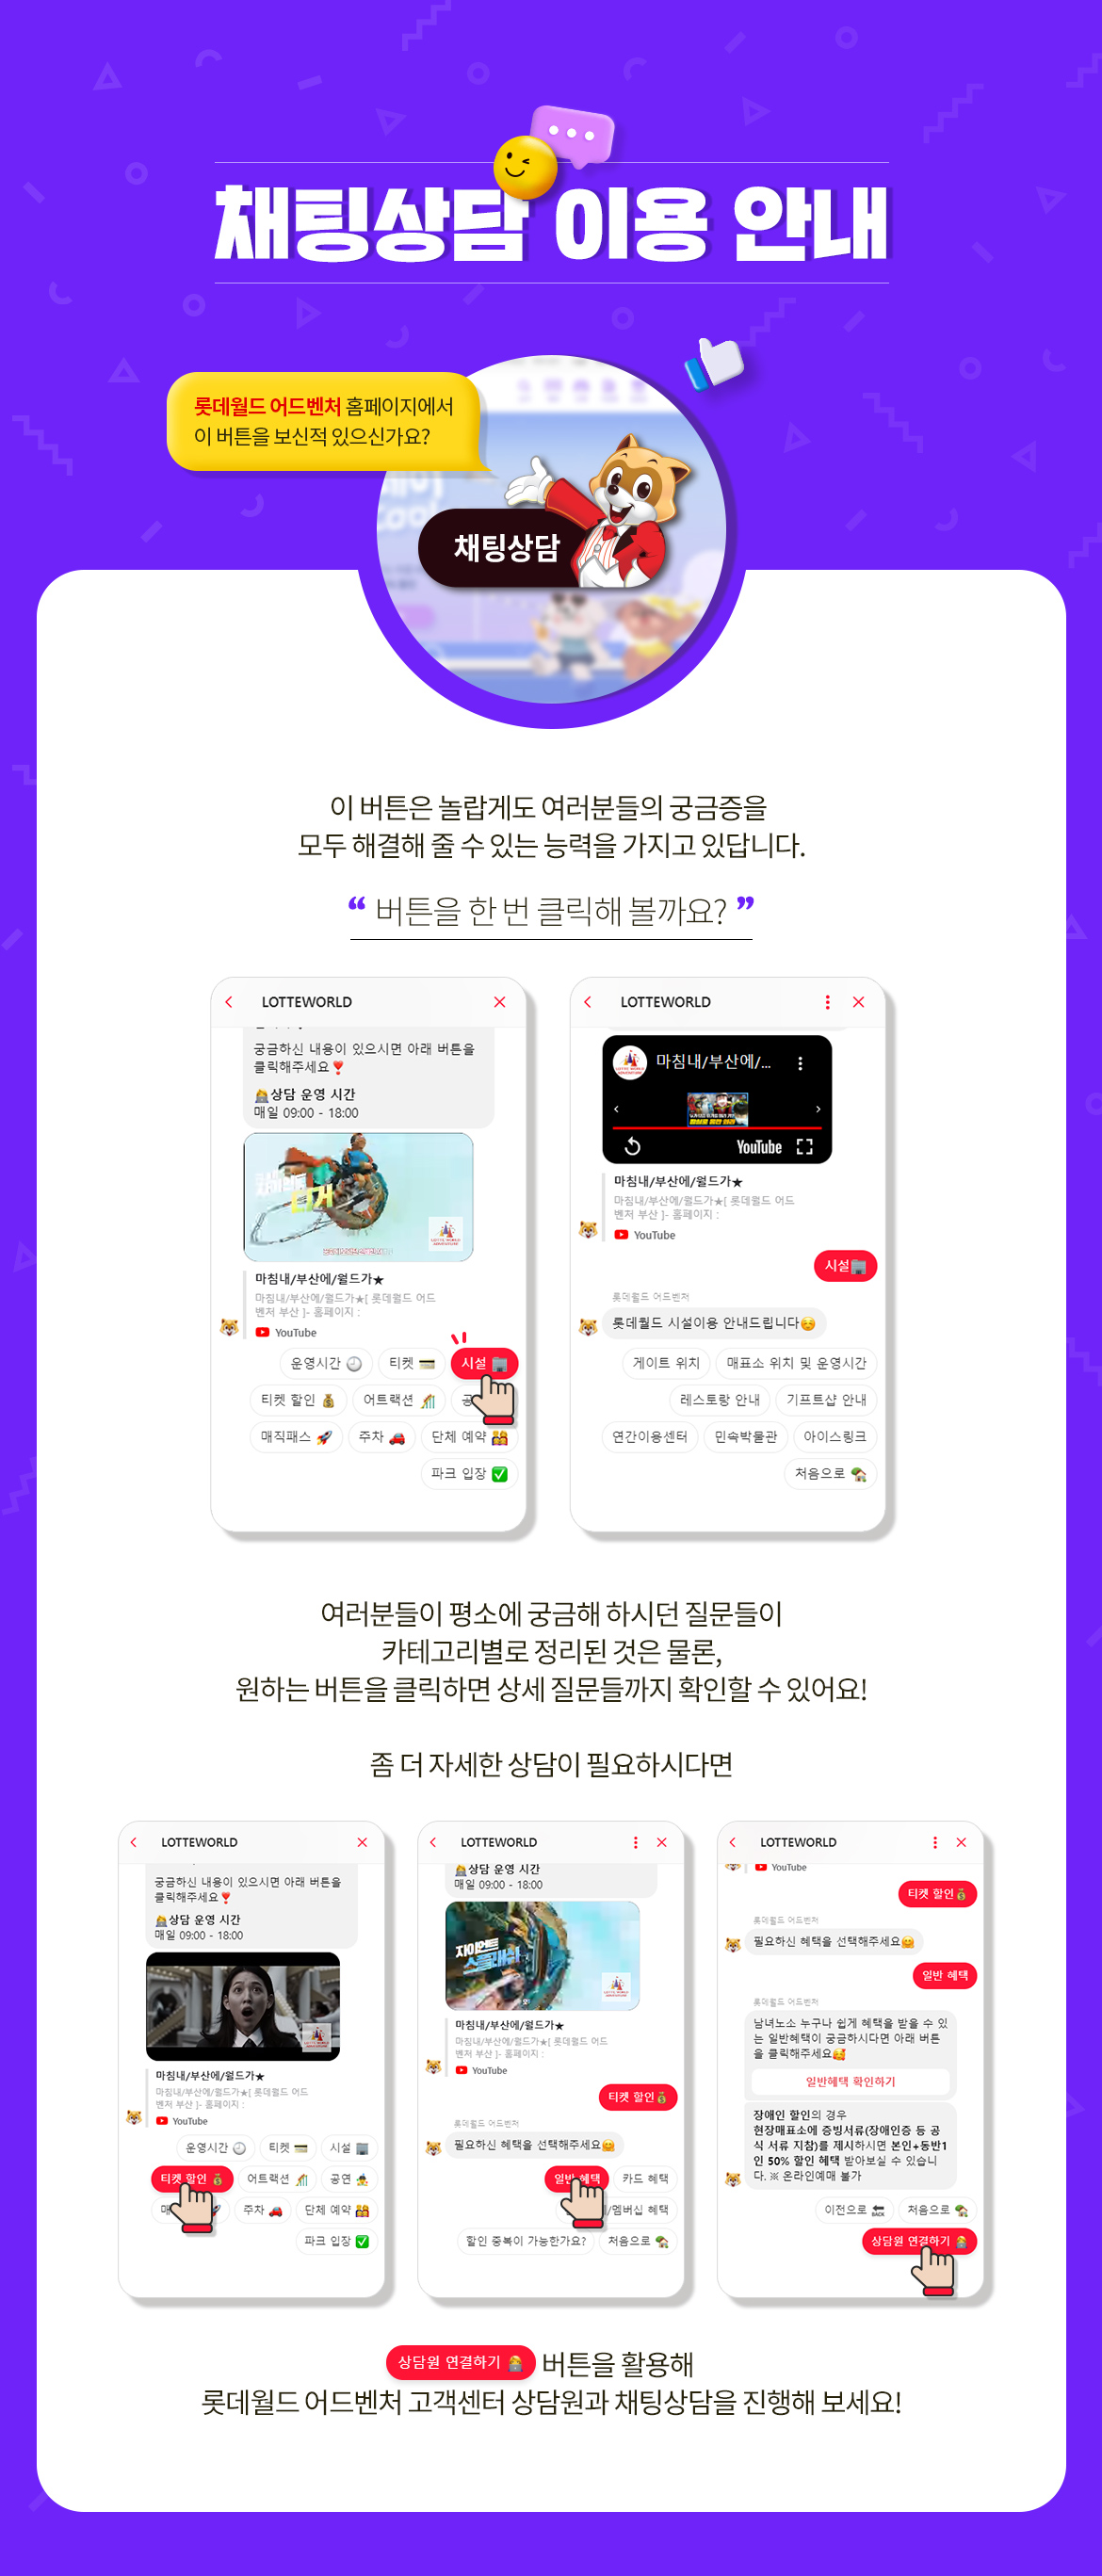 채팅상담 이용 안내
롯데월드 어드벤처 홈페이지에서
이 버튼을 보신적 있으신가요?
채팅상담
이 버튼은 놀랍게도 여러분들의 궁금증을
모두 해결해 줄 수 있는 능력을 가지고 있답니다.
“ 버튼을 한 번 클릭해 볼까요? ”
LOTTEWORLD
궁금하신 내용이 있으시면 아래 버튼을
클릭해주세요❣️
상담 운영 시간
매일 09:00 - 18:00
마침내/부산에/월드가★
마침내/부산에/월드가★[ 롯데월드 어드
벤처 부산 ]- 홈페이지 :
YouTube
운영시간 티켓 시설
티켓 할인 어트랙션
매직패스 주차 단체 예약
파크 입장
LOTTEWORLD
마침내/부산에/...
YouTube
마침내/부산에/월드가★
마침내/부산에/월드가★[ 롯데월드 어드
벤처 부산 ]- 홈페이지 :
YouTube
시설
롯데월드 어드벤처
롯데월드 시설이용 안내드립니다
게이트 위치 매표소 위치 및 운영시간
레스토랑 안내 기프트샵 안내
연간이용센터 민속박물관 아이스링크
처음으로
여러분들이 평소에 궁금해 하시던 질문들이
카테고리별로 정리된 것은 물론,
원하는 버튼을 클릭하면 상세 질문들까지 확인할 수 있어요!
좀 더 자세한 상담이 필요하시다면
LOTTEWORLD
궁금하신 내용이 있으시면 아래 버튼을
클릭해주세요❣️
상담 운영 시간
매일 09:00 - 18:00
마침내/부산에/월드가★
마침내/부산에/월드가★[ 롯데월드 어드
벤처 부산 ]- 홈페이지 :
YouTube
운영시간 티켓 시설
티켓 할인 어트랙션 공연
주차 단체 예약
파크 입장
LOTTEWORLD
상담 운영 시간
매일 09:00 - 18:00
자이언트
스플래쉬
마침내/부산에/월드가★
마침내/부산에/월드가★[ 롯데월드 어드
벤처 부산 ]- 홈페이지 :
YouTube
티켓 할인
롯데월드 어드벤처
필요하신 혜택을 선택해주세요
일반 혜택 카드 혜택
/멤버십 혜택
할인 중복이 가능한가요? 처음으로
LOTTEWORLD
YouTube
티켓 할인
롯데월드 어드벤처
필요하신 혜택을 선택해주세요
일반 혜택
롯데월드 어드벤처
남녀노소 누구나 쉽게 혜택을 받을 수 있
는 일반혜택이 궁금하시다면 아래 버튼
을 클릭해주세요
일반혜택 확인하기
장애인 할인의 경우
현장매표소에 증빙서류(장애인증 등 공
식 서류 지참)를 제시하시면 본인+동반1
인 50% 할인 혜택 받아보실 수 있습니
다. ※ 온라인예매 불가
이전으로 처음으로
상담원 연결하기
상담원 연결하기 버튼을 활용해
롯데월드 어드벤처 고객센터 상담원과 채팅상담을 진행해 보세요!